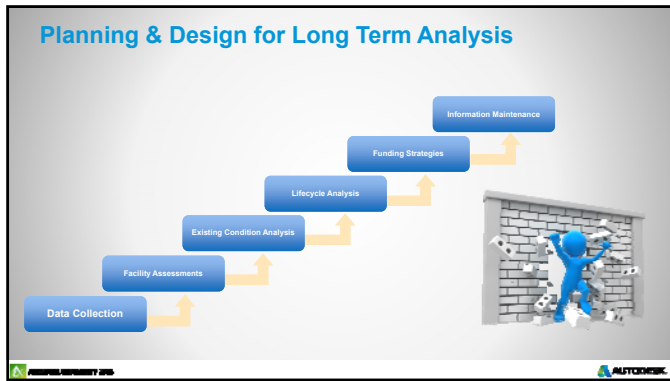 Planning & Design for Long Term Analysis
Information Maintenance
Funding Strategies
Lifecycle Analysis
Existing Condition Analysis
Facility Assessments
Data Collection
AUTODESK